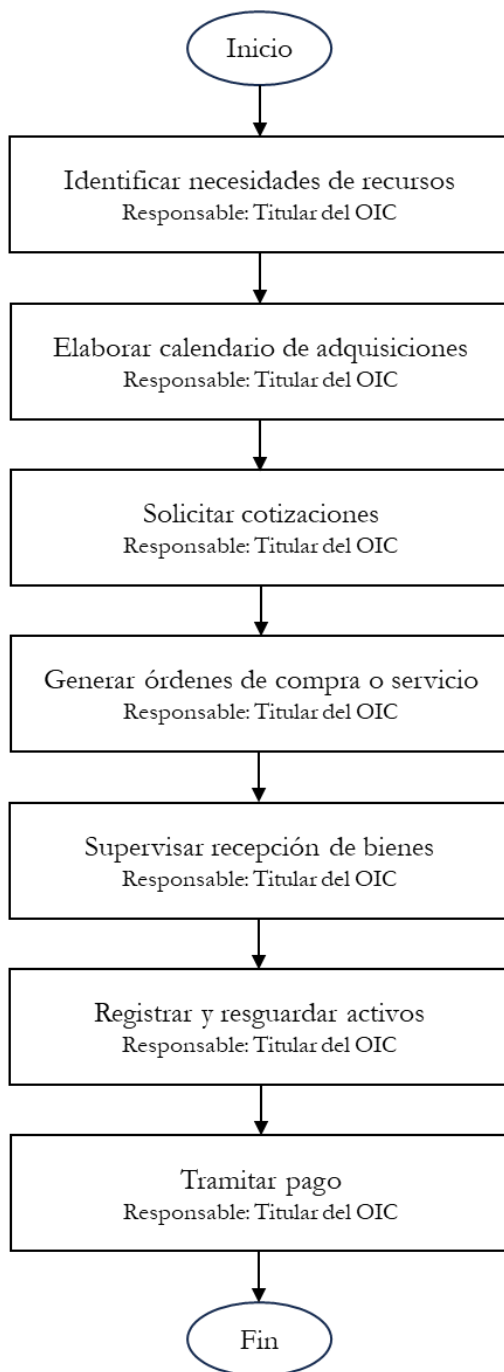 Inicio
Identificar necesidades de recursos
Responsable: Titular del OIC
Elaborar calendario de adquisiciones
Responsable: Titular del OIC
Solicitar cotizaciones
Responsable: Titular del OIC
Generar órdenes de compra o servicio
Responsable: Titular del OIC
Supervisar recepción de bienes
Responsable: Titular del OIC
Registrar y resguardar activos
Responsable: Titular del OIC
Tramitar pago
Responsable: Titular del OIC
Fin